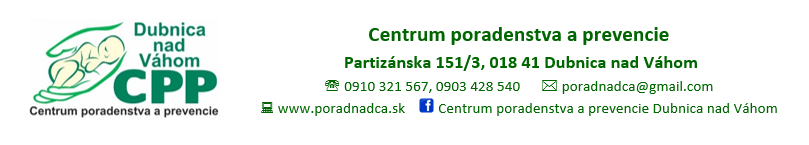 Dubnica
nad
Váhom
CPP
Centrum poradenstva a prevencie
Centrum poradenstva a prevencie
Partizánska 151/3, 018 41 Dubnica nad Váhom
0910 321 567, 0903 428 540 poradnadca@gmail.com
www.poradnadca.sk Centrum poradenstva a prevencie Dubnica nad Váhom